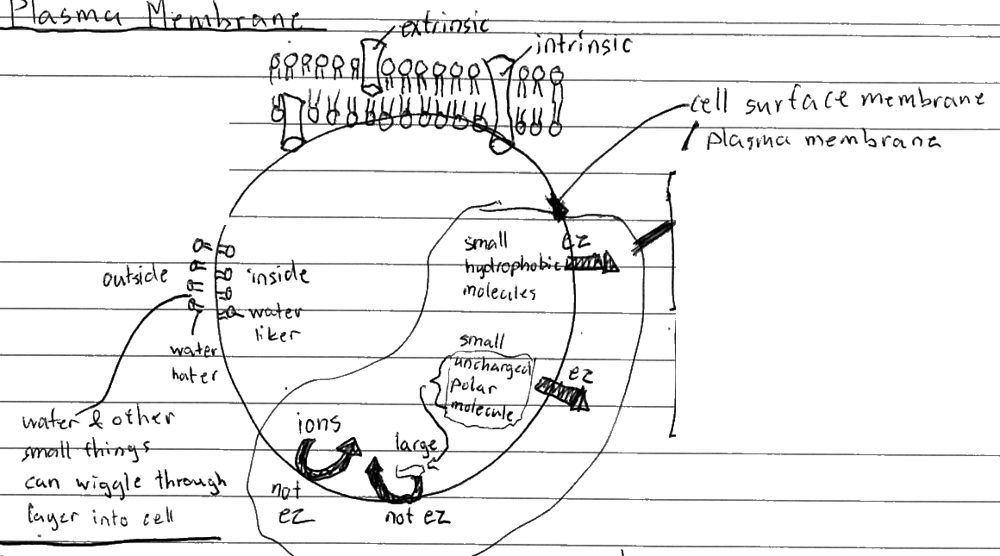 Plasma Membrane
extrinsic
intrinsic
cell surface membrane
/ plasma membrane
outside
inside
water
liker
water
hater
water & other
small things
can wiggle through
layer into cell
small
hydrophobic
molecules
ez
small
uncharged
polar
molecule
ez
ions
not
ez
large
not ez